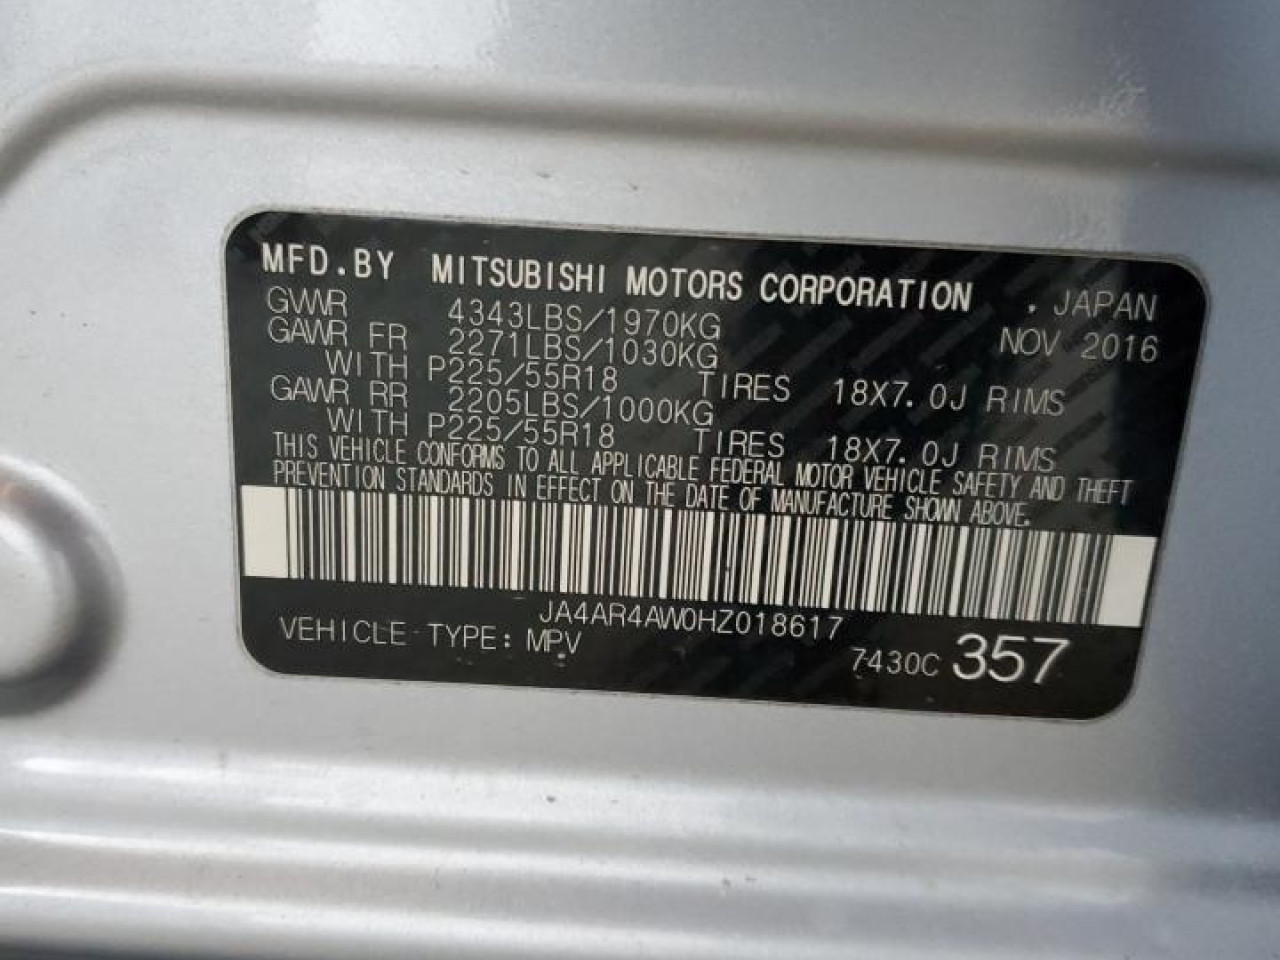 MFD.BY MITSUBISHI MOTORS CORPORATION , JAPAN
GVWR 4343LBS/1970KG NOV 2016
GAWR FR 2271LBS/1030KG
WITH P225/55R18 TIRES 18X7.0J RIMS
GAWR RR 2205LBS/1000KG
WITH P225/55R18 TIRES 18X7.0J RIMS
THIS VEHICLE CONFORMS TO ALL APPLICABLE FEDERAL MOTOR VEHICLE SAFETY AND THEFT
PREVENTION STANDARDS IN EFFECT ON THE DATE OF MANUFACTURE SHOWN ABOVE.
JA4AR4AW0HZ018617
VEHICLE TYPE: MPV 7430C 357